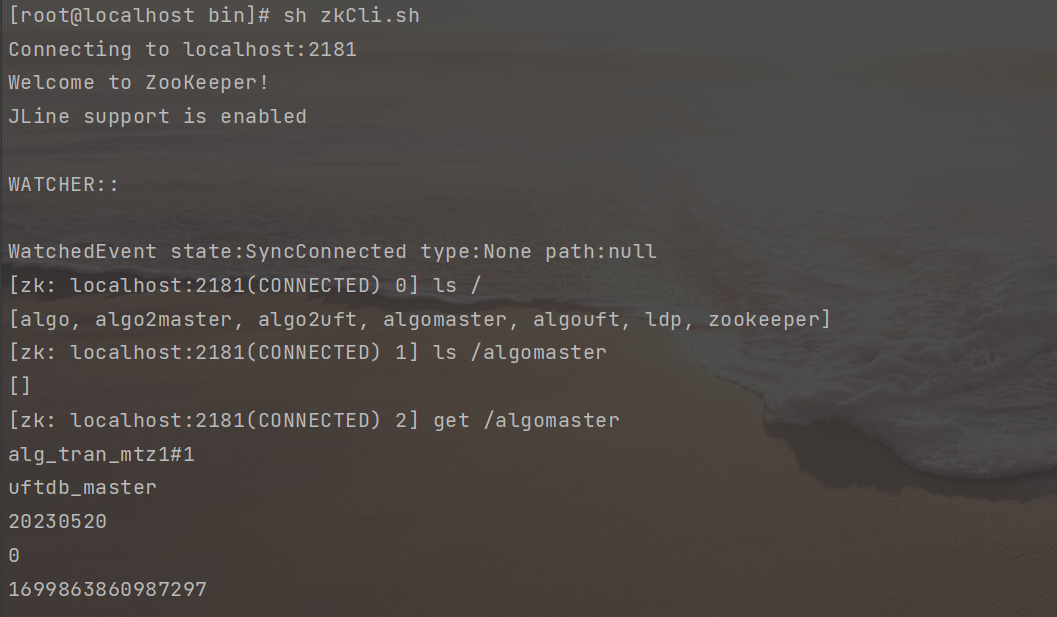 [root@localhost bin]# sh zkCli.sh
Connecting to localhost:2181
Welcome to ZooKeeper!
JLine support is enabled
WATCHER::
WatchedEvent state:SyncConnected type:None path:null
[zk: localhost:2181(CONNECTED) 0] ls /
[algo, algo2master, algo2uft, algomaster, algouft, ldp, zookeeper]
[zk: localhost:2181(CONNECTED) 1] ls /algomaster
[]
[zk: localhost:2181(CONNECTED) 2] get /algomaster
alg_tran_mtz1#1
uftdb_master
20230520
0
1699863860987297